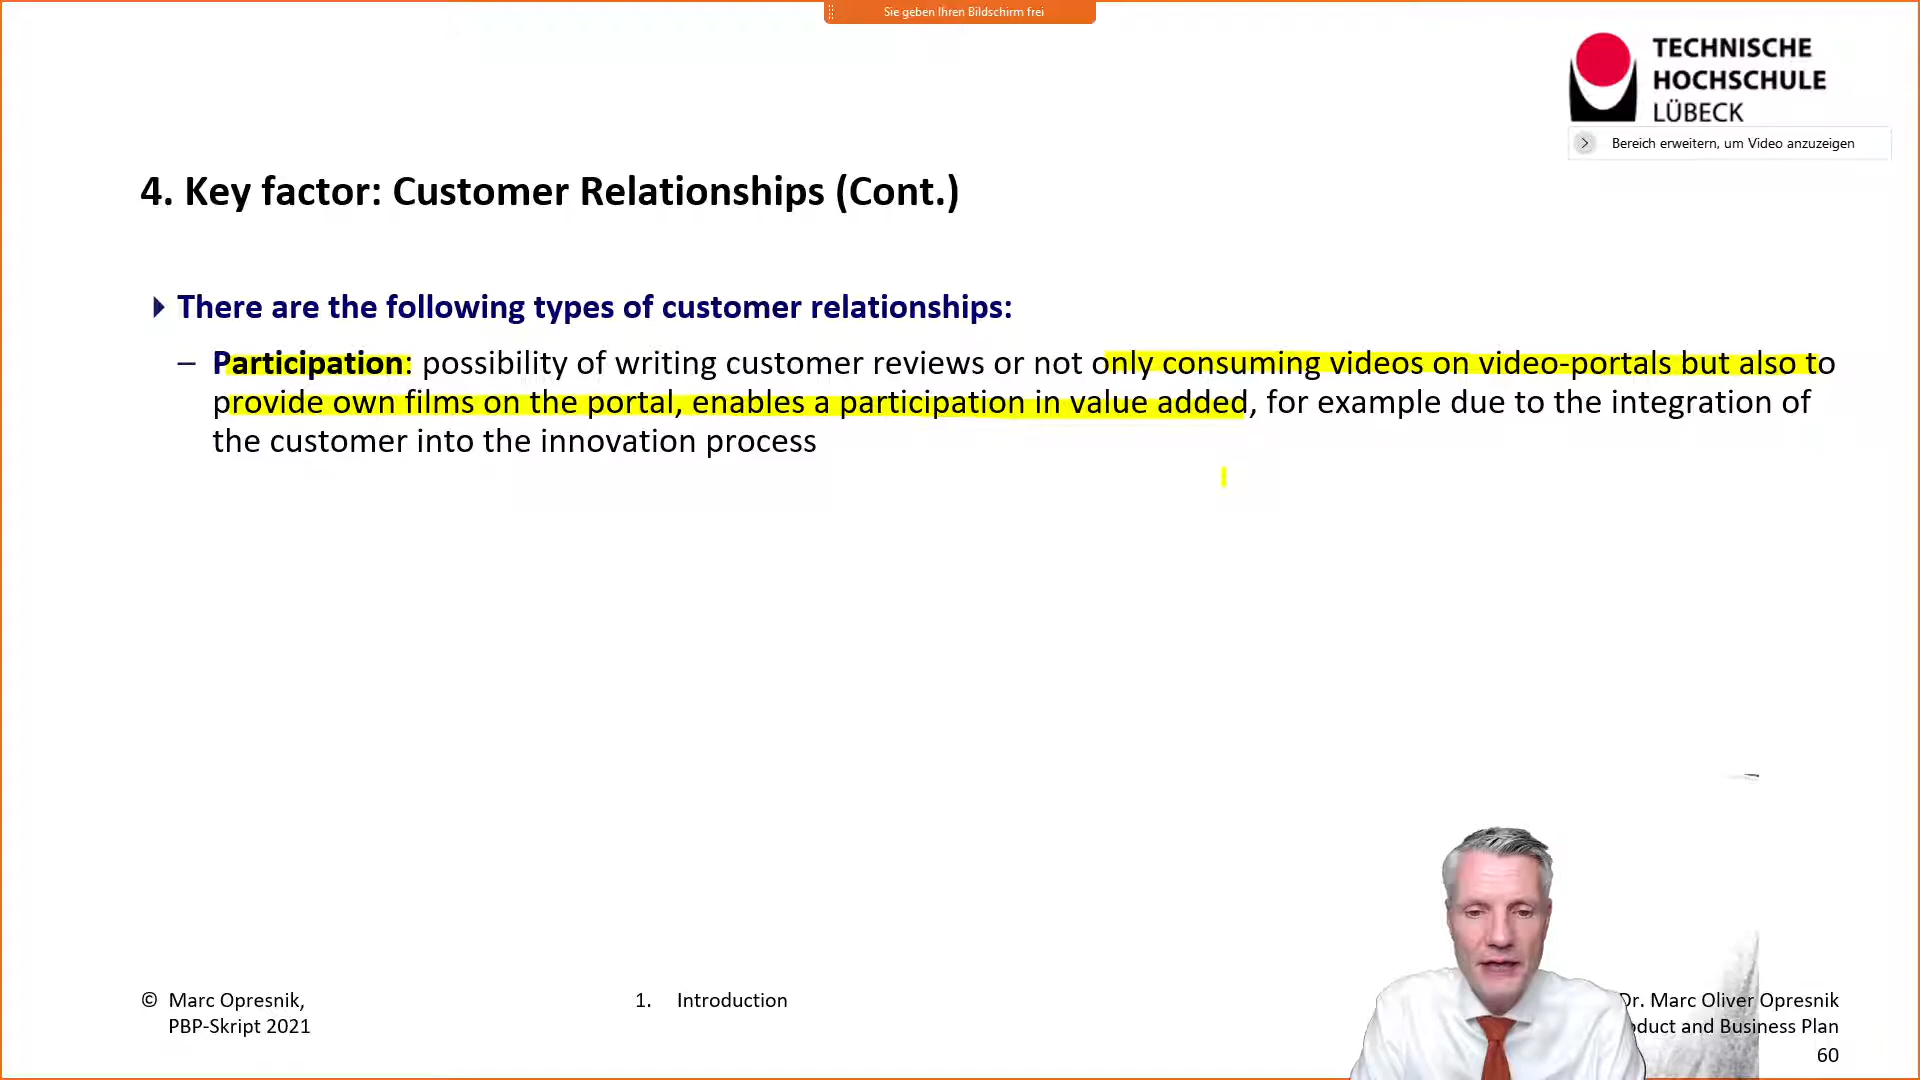 Sie geben Ihren Bildschirm frei
TECHNISCHE
HOCHSCHULE
LÜBECK
Bereich erweitern, um Video anzuzeigen
4. Key factor: Customer Relationships (Cont.)
There are the following types of customer relationships:
– Participation: possibility of writing customer reviews or not only consuming videos on video-portals but also to
provide own films on the portal, enables a participation in value added, for example due to the integration of
the customer into the innovation process
© Marc Opresnik,
PBP-Skript 2021
1. Introduction
Dr. Marc Oliver Opresnik
and Business Plan
60